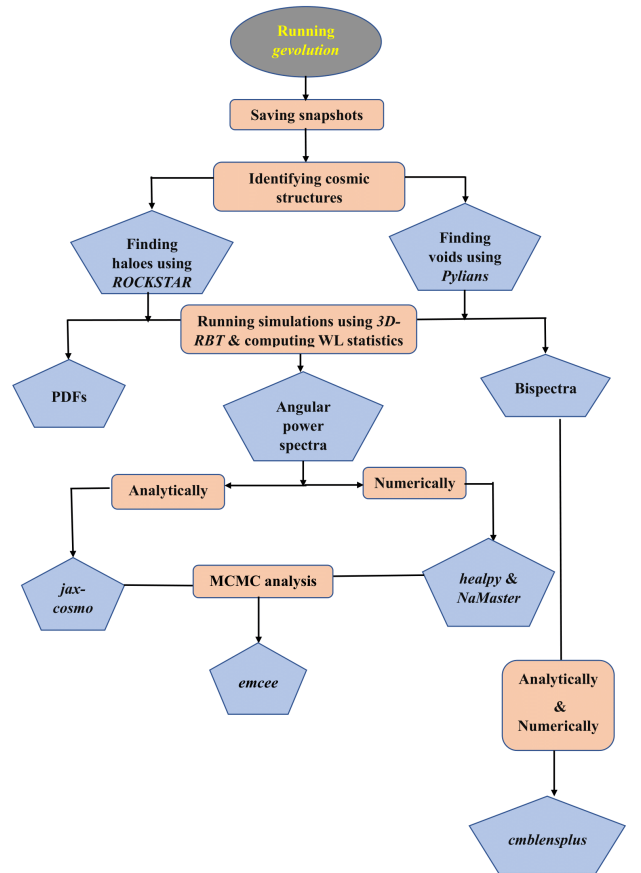 Running
gevolution
Saving snapshots
Identifying cosmic
structures
Finding
haloes using
ROCKSTAR
Finding
voids using
Pylians
Running simulations using 3D-
RBT & computing WL statistics
PDFs
Angular
power
spectra
Bispectra
Analytically
Numerically
jax-
cosmo
MCMC analysis
healpy &
NaMaster
emcee
Analytically
&
Numerically
cmblensplus